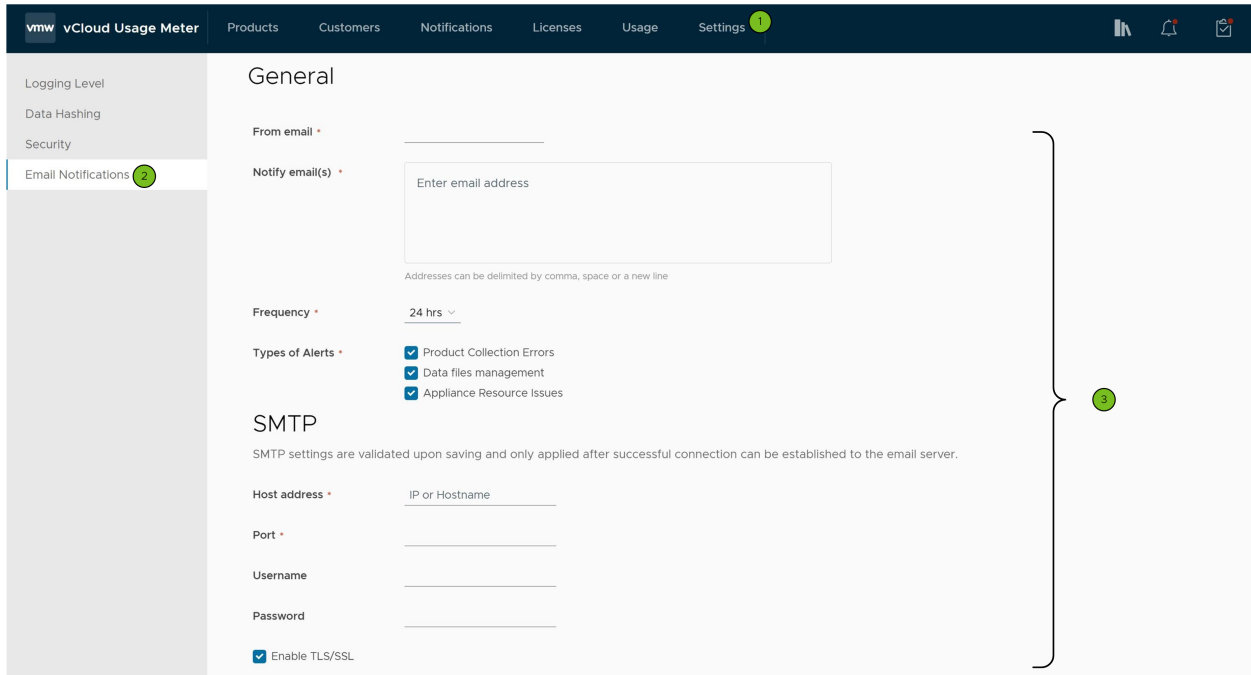 vmw vCloud Usage Meter Products Customers Notifications Licenses Usage Settings 1
Logging Level
Data Hashing
Security
Email Notifications 2
General
From email *
Notify email(s) *
Enter email address
Addresses can be delimited by comma, space or a new line
Frequency *
24 hrs
Types of Alerts *
Product Collection Errors
Data files management
Appliance Resource Issues
3
SMTP
SMTP settings are validated upon saving and only applied after successful connection can be established to the email server.
Host address *
IP or Hostname
Port *
Username
Password
Enable TLS/SSL